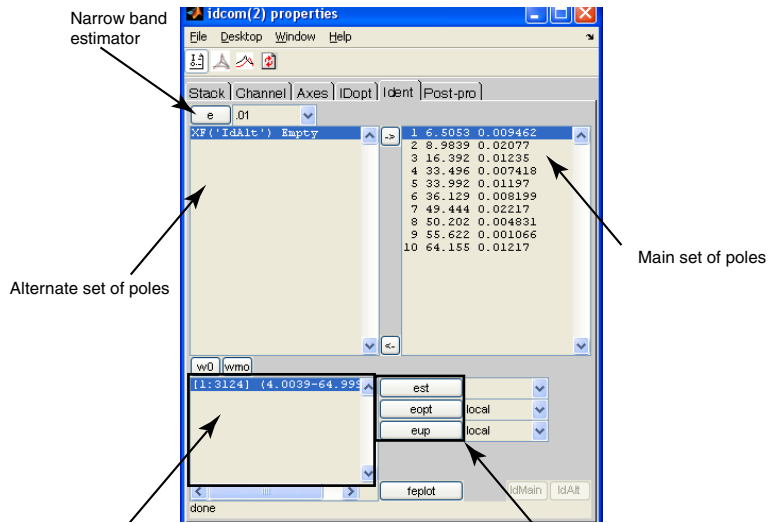 Narrow band
estimator
idcom(2) properties
File Desktop Window Help
Stack Channel Axes IDopt Ident Post-pro
e .01
XF('IdAlt') Empty
->
1 6.5053 0.009462
2 8.9839 0.02077
3 16.392 0.01235
4 33.496 0.007418
5 33.992 0.01197
6 36.129 0.008199
7 49.444 0.02217
8 50.202 0.004831
9 55.622 0.001066
10 64.155 0.01217
Main set of poles
Alternate set of poles
<-
w0 wmo
[1:3124] (4.0039-64.999
est
eopt local
eup local
feplot IdMain IdAlt
done